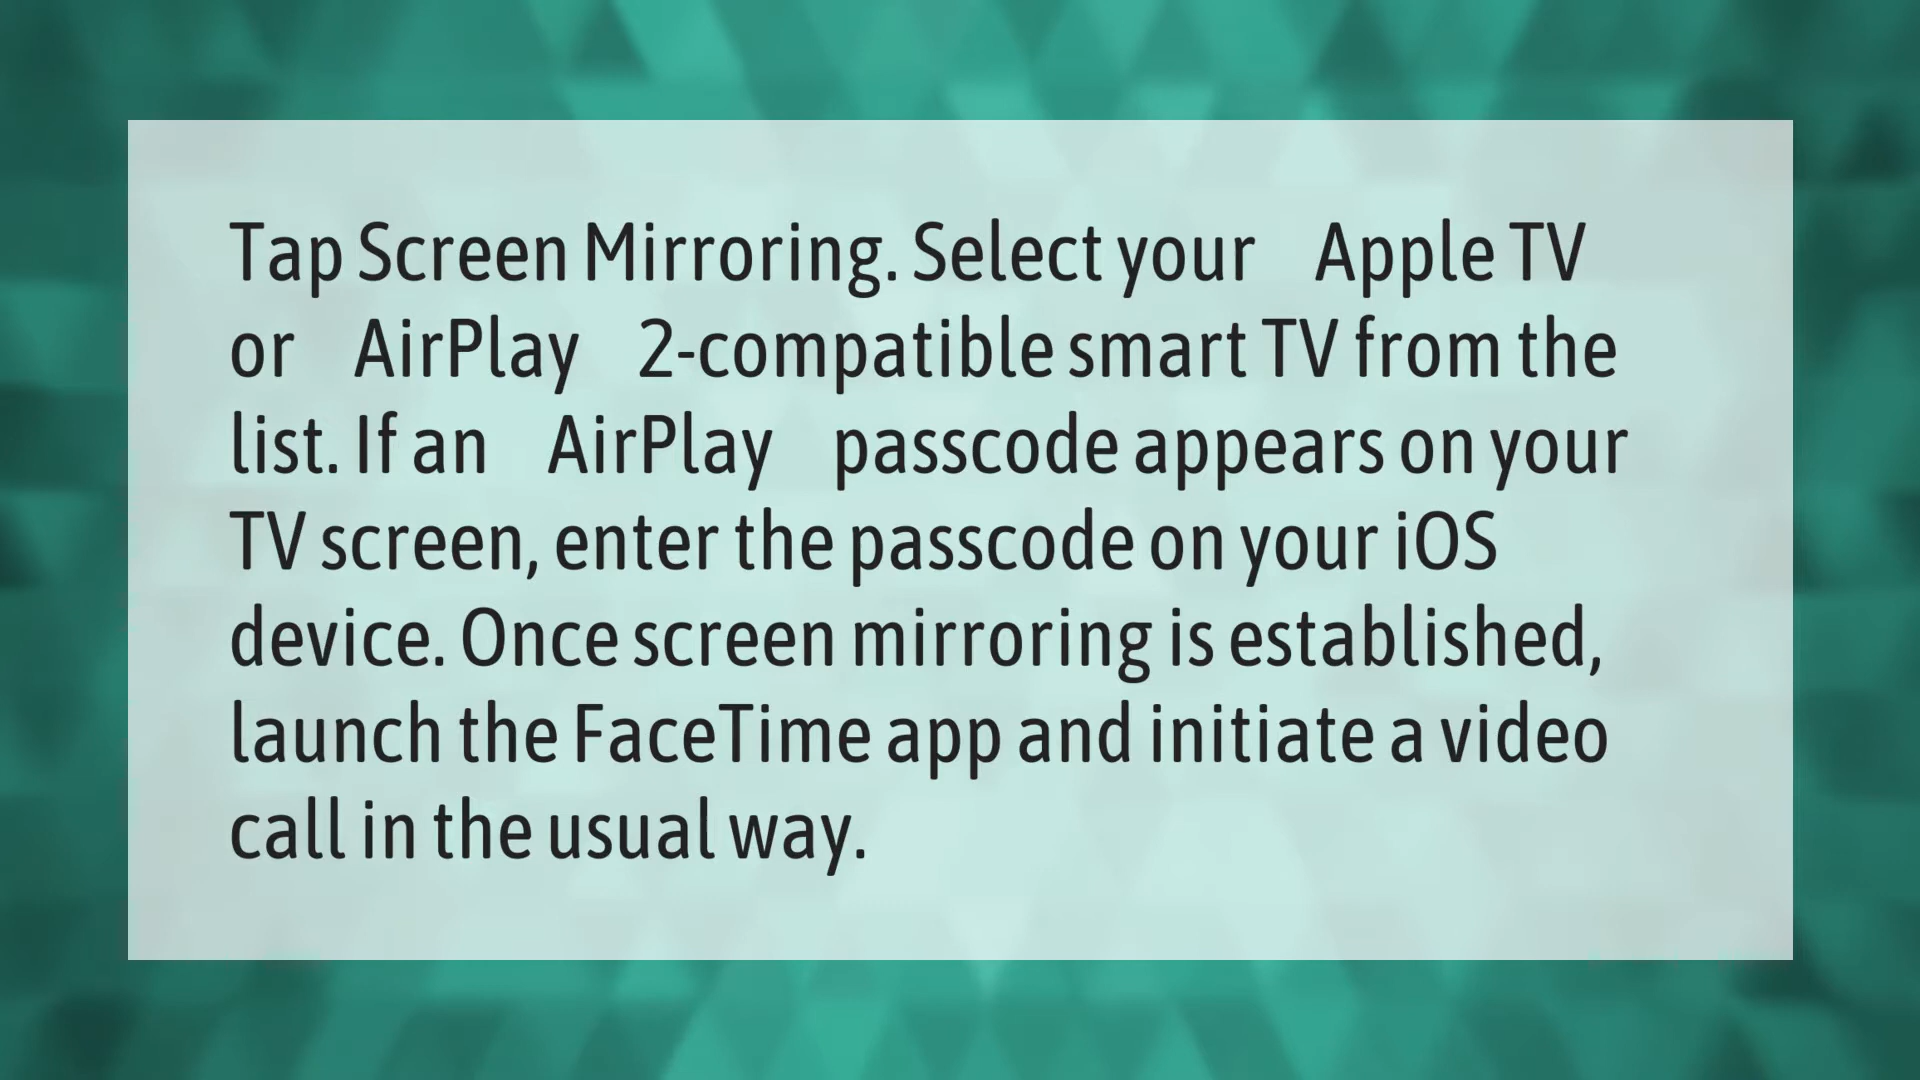 Tap Screen Mirroring. Select your Apple TV
or AirPlay 2-compatible smart TV from the
list. If an AirPlay passcode appears on your
TV screen, enter the passcode on your iOS
device. Once screen mirroring is established,
launch the FaceTime app and initiate a video
call in the usual way.